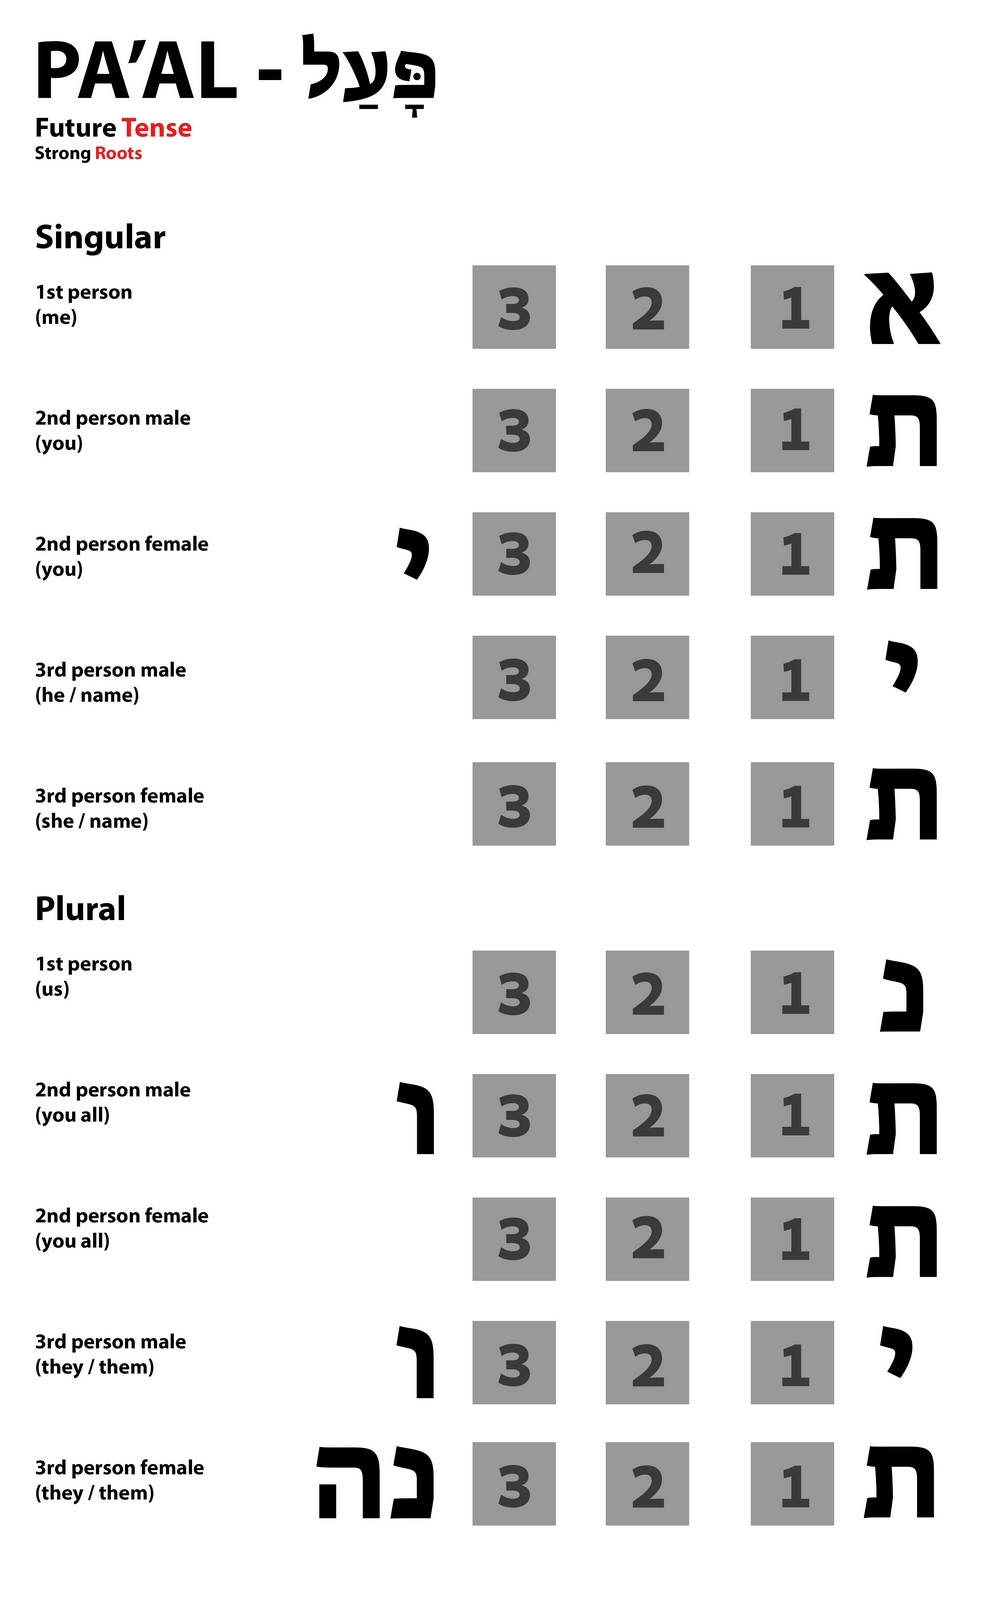 PA'AL - פָּעַל
Future Tense
Strong Roots
Singular
1st person
(me)
א 1 2 3
2nd person male
(you)
ת 1 2 3
2nd person female
(you)
ת 1 2 3 י
3rd person male
(he / name)
י 1 2 3
3rd person female
(she / name)
ת 1 2 3
Plural
1st person
(us)
נ 1 2 3
2nd person male
(you all)
ת 1 2 3 ו
2nd person female
(you all)
ת 1 2 3
3rd person male
(they / them)
י 1 2 3 ו
3rd person female
(they / them)
ת 1 2 3 נה